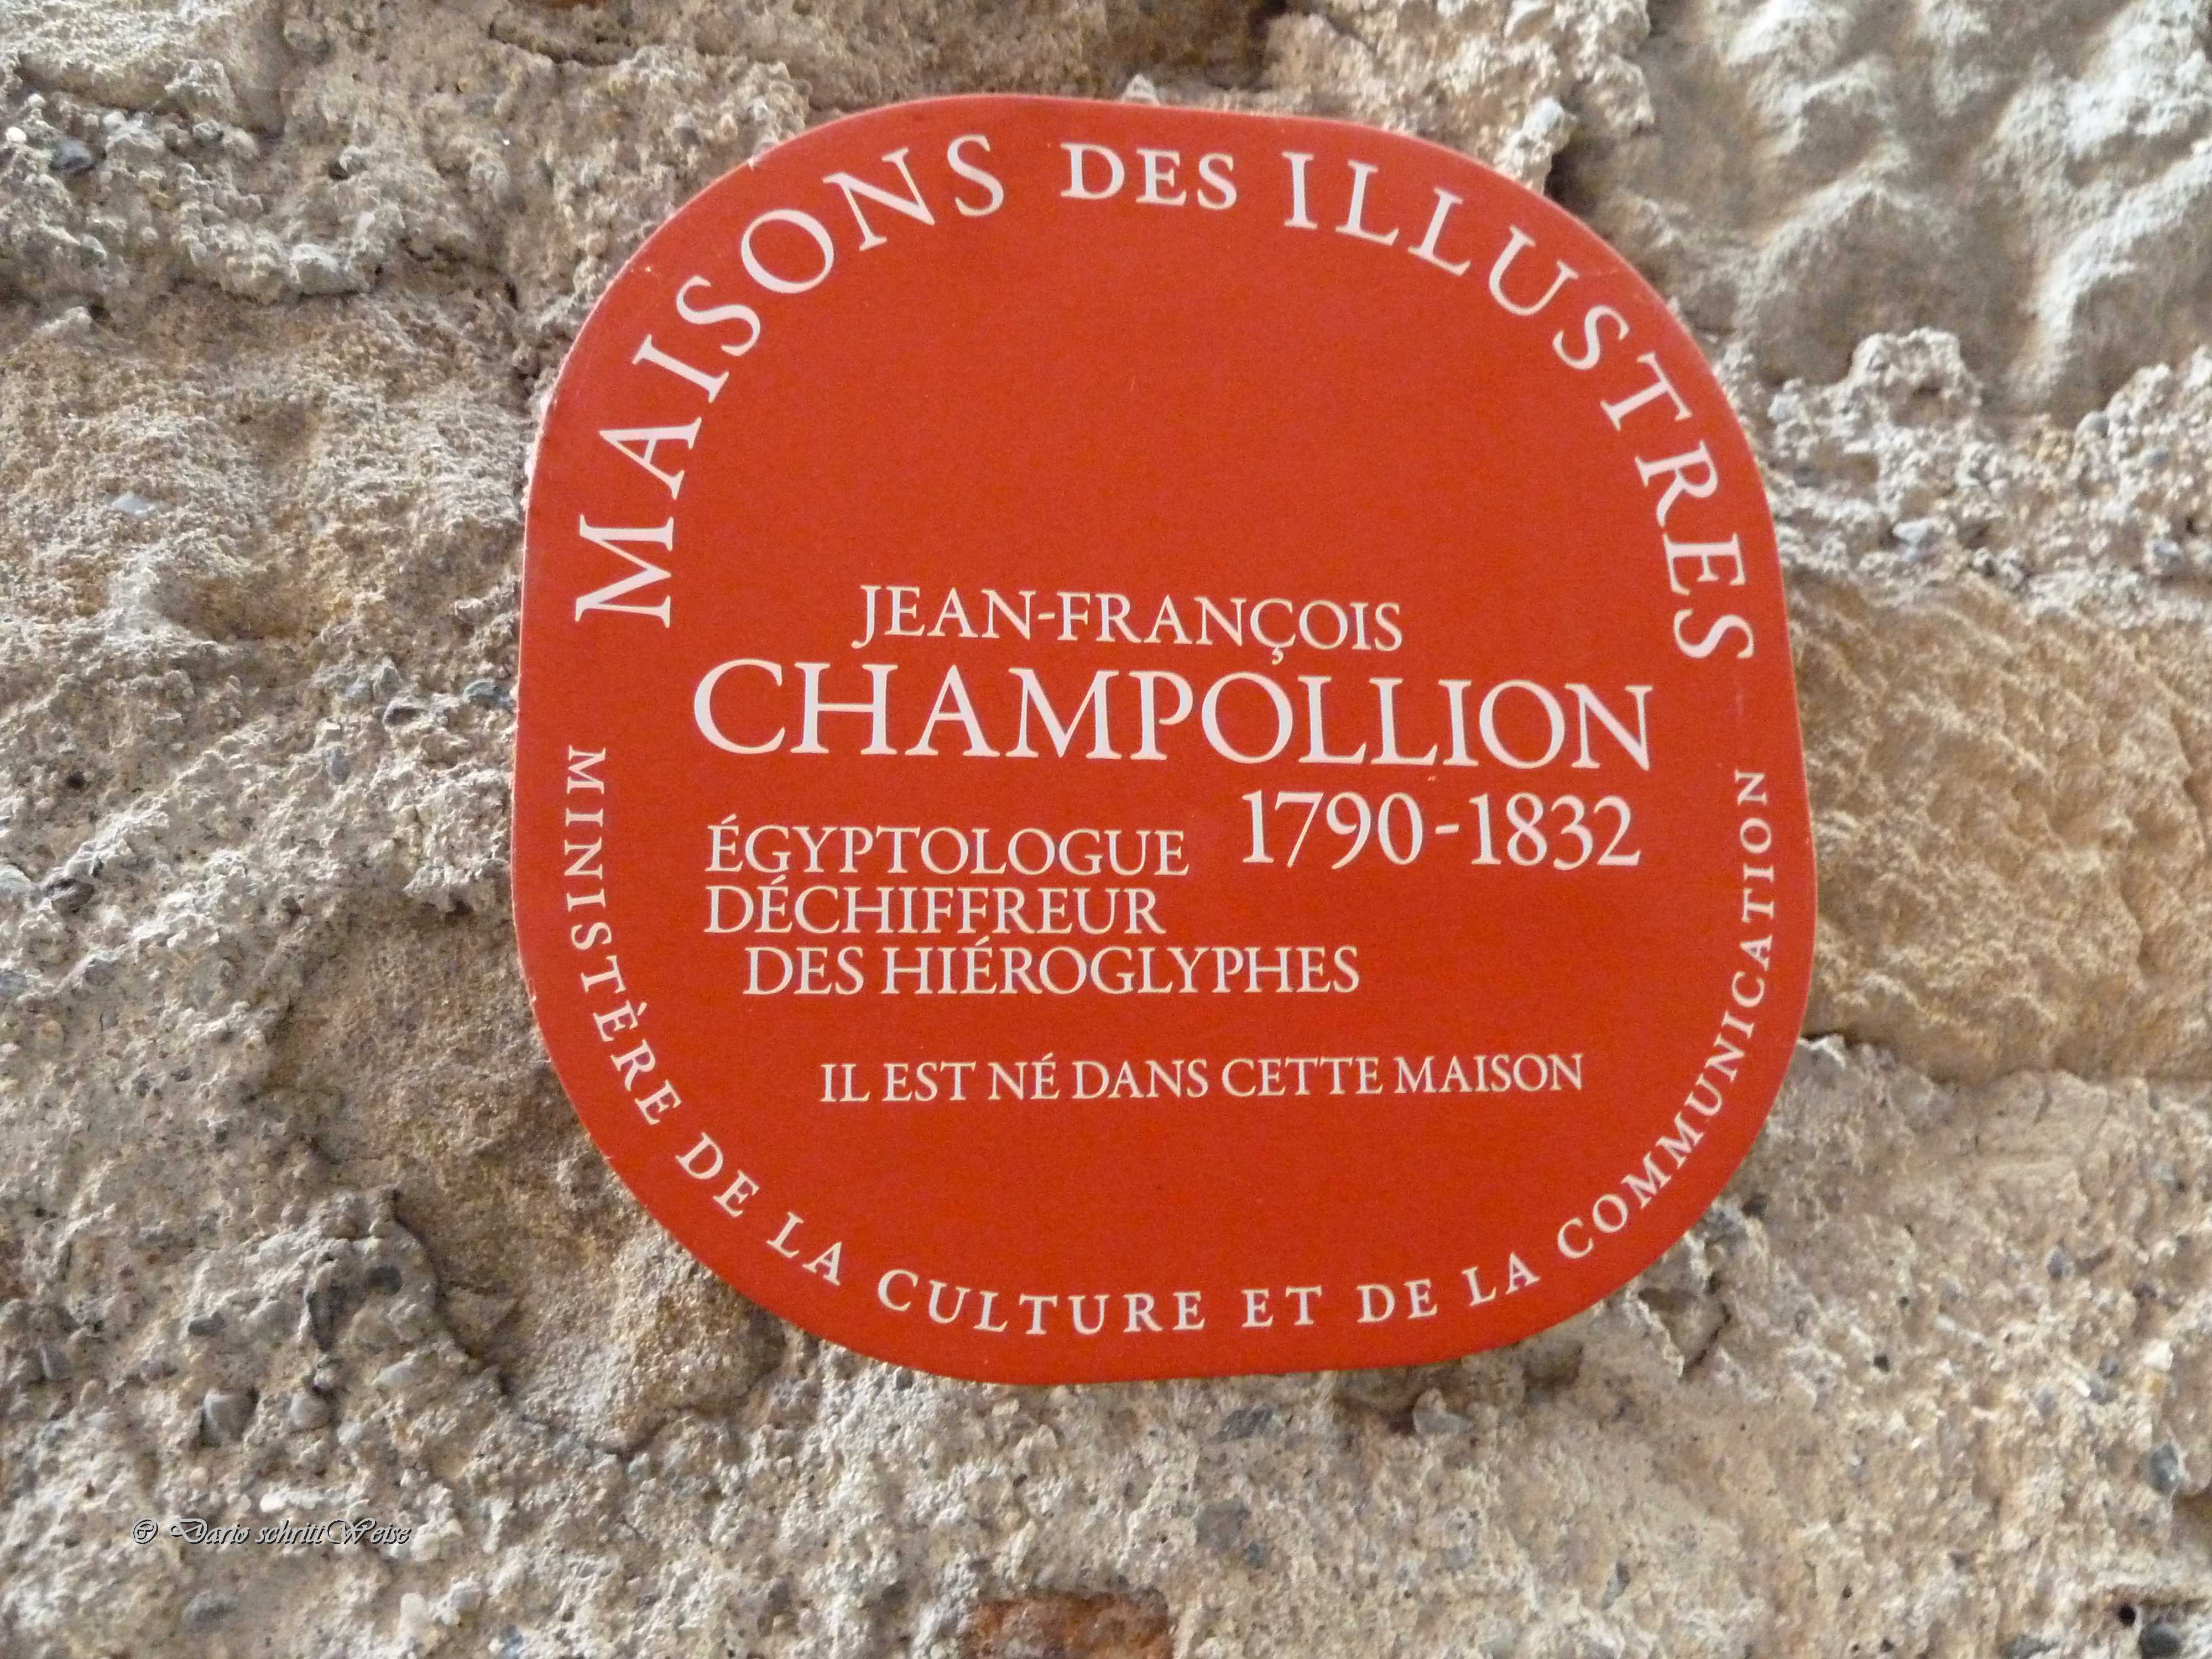 MAISONS DES ILLUSTRES
JEAN-FRANÇOIS
CHAMPOLLION
1790-1832
ÉGYPTOLOGUE
DÉCHIFFREUR
DES HIÉROGLYPHES
IL EST NÉ DANS CETTE MAISON
MINISTÈRE DE LA CULTURE ET DE LA COMMUNICATION
© Dario schrittWeise